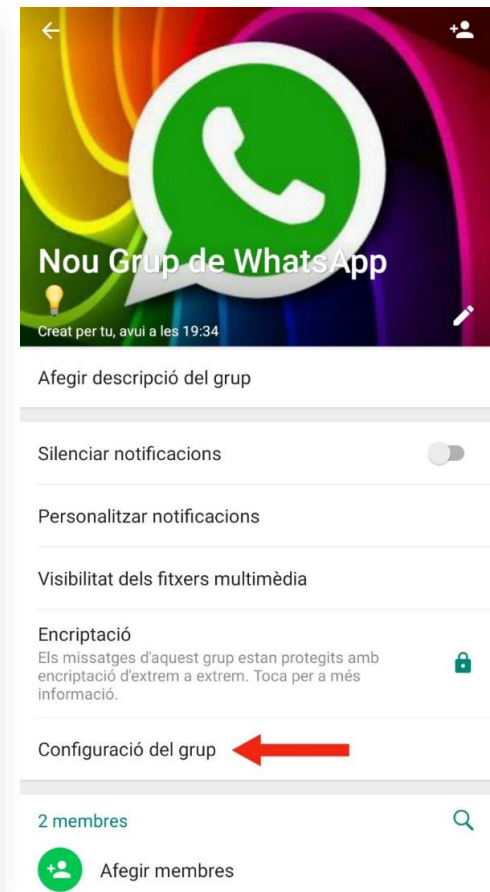 Nou Grup de WhatsApp
💡
Creat per tu, avui a les 19:34
Afegir descripció del grup
Silenciar notificacions
Personalitzar notificacions
Visibilitat dels fitxers multimèdia
Encriptació
Els missatges d'aquest grup estan protegits amb
encriptació d'extrem a extrem. Toca per a més
informació.
Configuració del grup
2 membres
Afegir membres